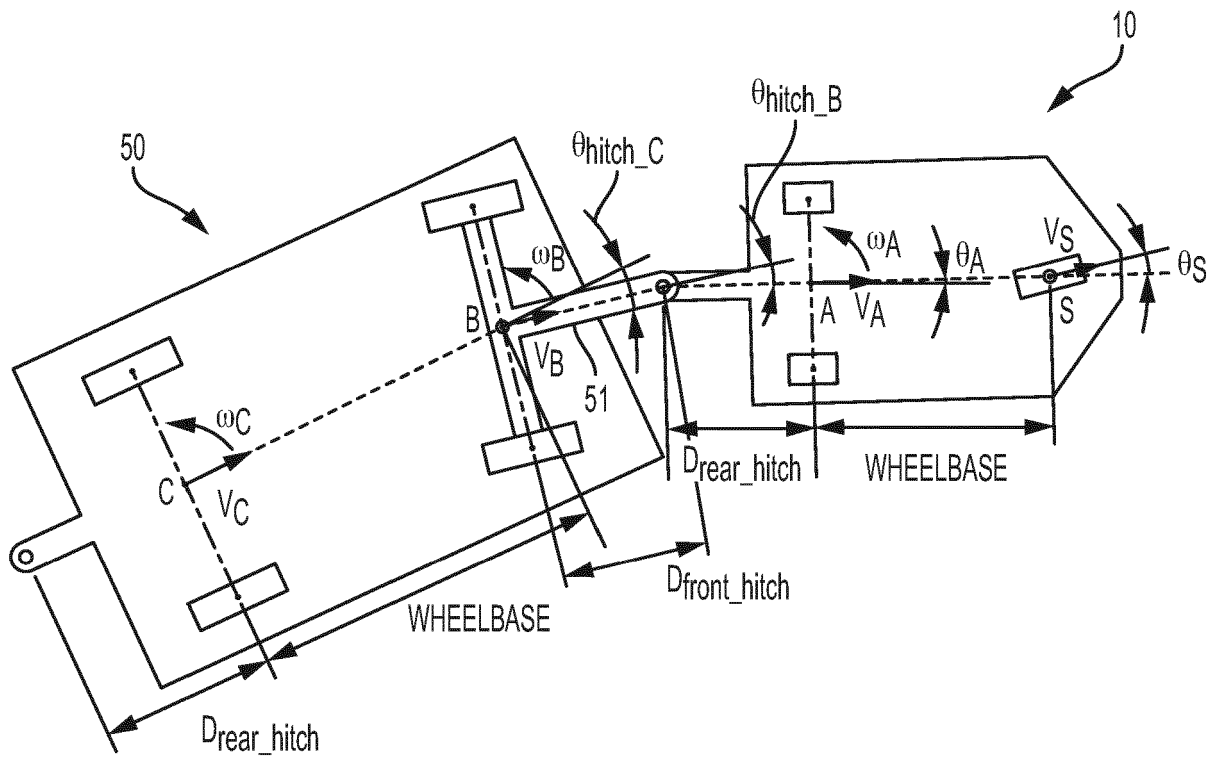 10
θhitch_B
50
θhitch_C
ωA
VS
ωB
θA
θS
B
A
VA
S
VB
51
ωC
Drear_hitch
WHEELBASE
C
VC
Dfront_hitch
WHEELBASE
Drear_hitch